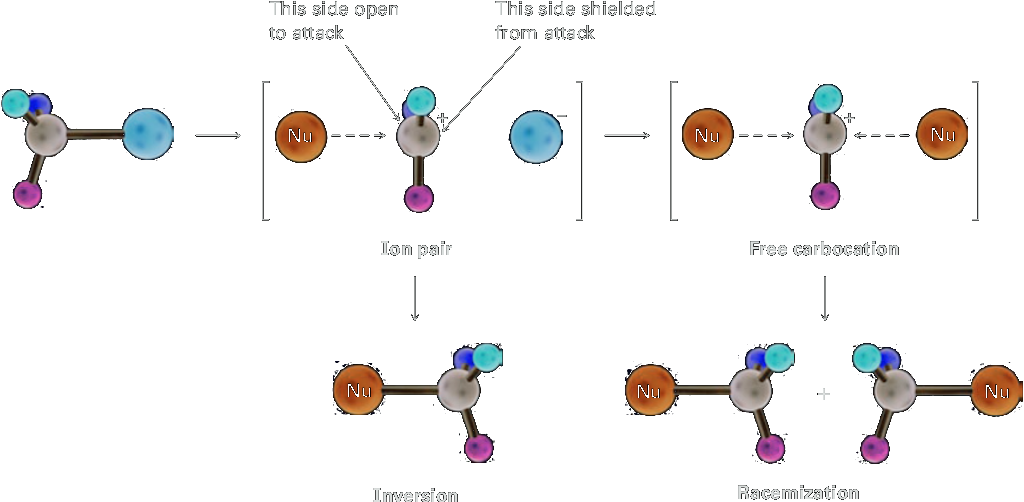 This side open
to attack
This side shielded
from attack
Nu
+
−
Nu
+
Nu
Ion pair
Free carbocation
Nu
Nu
+
Nu
Inversion
Racemization